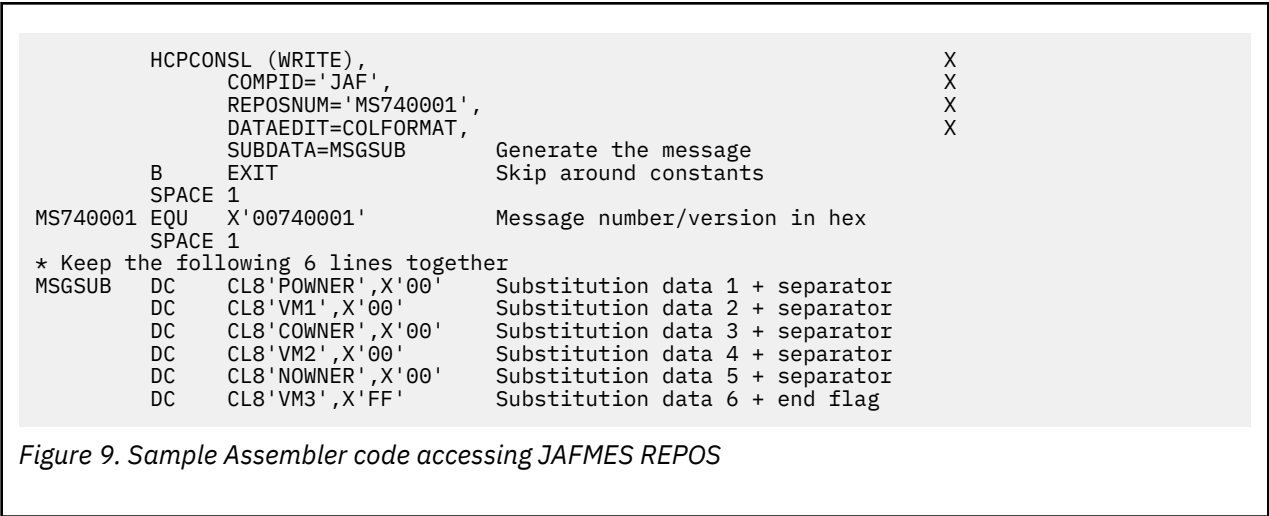 HCPCONSL (WRITE), X
COMPID='JAF', X
REPOSNUM='MS740001', X
DATAEDIT=COLFORMAT, X
SUBDATA=MSGSUB Generate the message
B EXIT Skip around constants
SPACE 1
MS740001 EQU X'00740001' Message number/version in hex
SPACE 1
* Keep the following 6 lines together
MSGSUB DC CL8'POWNER',X'00' Substitution data 1 + separator
DC CL8'VM1',X'00' Substitution data 2 + separator
DC CL8'COWNER',X'00' Substitution data 3 + separator
DC CL8'VM2',X'00' Substitution data 4 + separator
DC CL8'NOWNER',X'00' Substitution data 5 + separator
DC CL8'VM3',X'FF' Substitution data 6 + end flag
Figure 9. Sample Assembler code accessing JAFMES REPOS